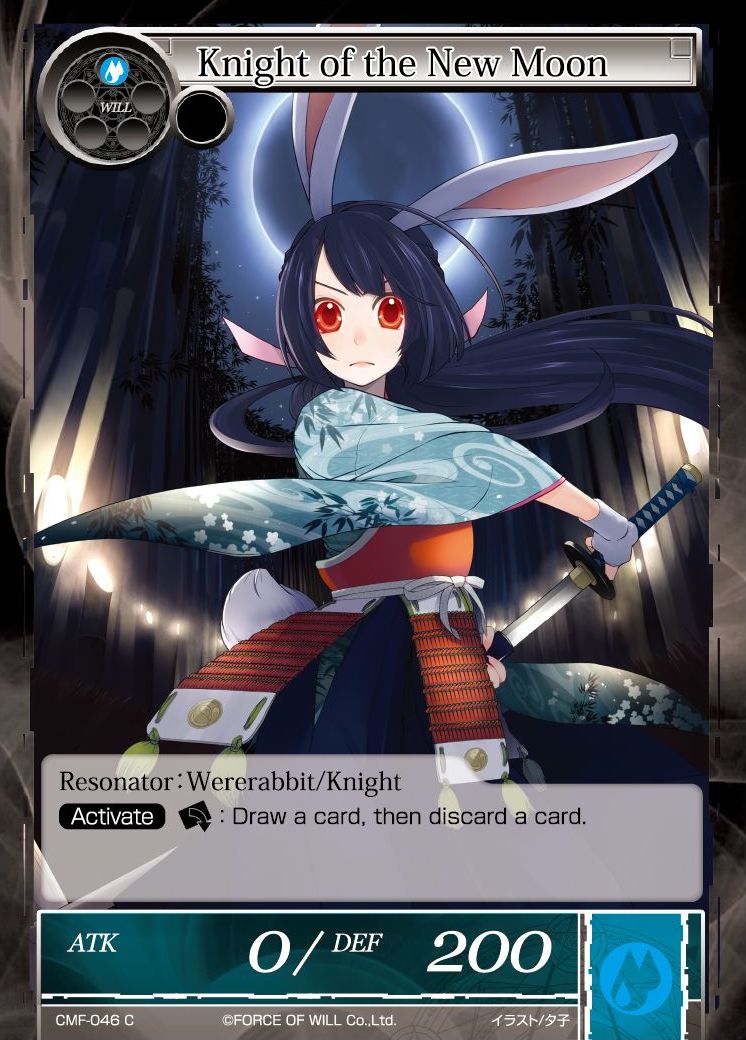 Knight of the New Moon
WILL
Resonator:Wererabbit/Knight
Activate : Draw a card, then discard a card.
ATK 0/ DEF 200
CMF-046 C ©FORCE OF WILL Co.,Ltd. イラスト/夕子